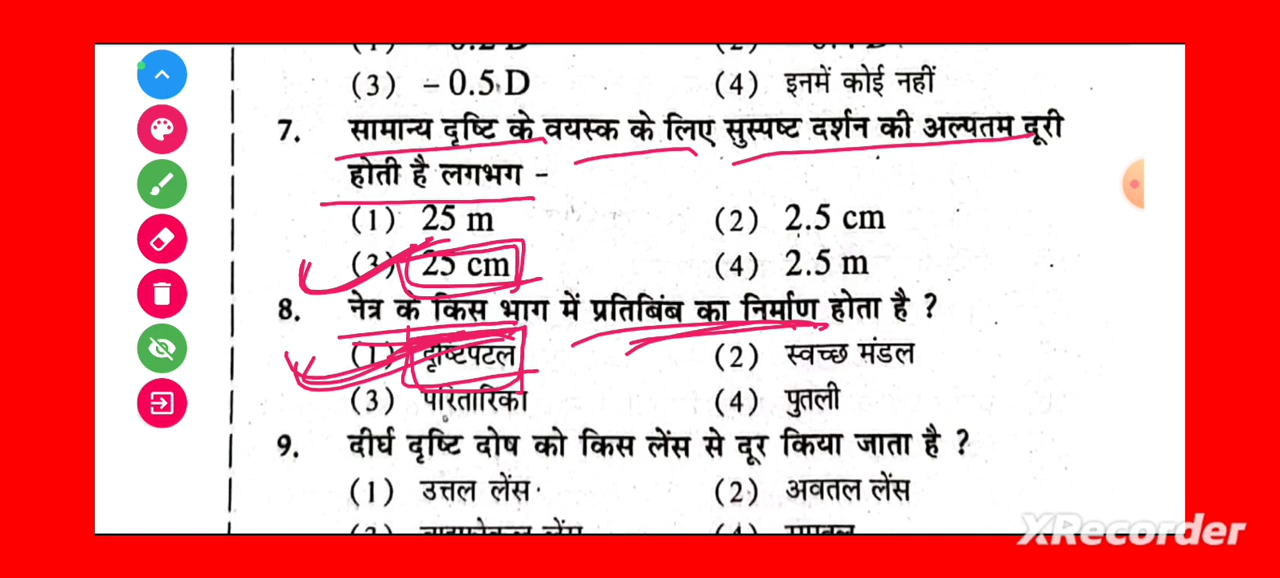 (3) – 0.5 D (4) इनमें कोई नहीं
7. सामान्य दृष्टि के वयस्क के लिए सुस्पष्ट दर्शन की अल्पतम दूरी
होती है लगभग -
(1) 25 m (2) 2.5 cm
(3) 25 cm (4) 2.5 m
8. नेत्र क किस भाग में प्रतिबिंब का निर्माण होता है ?
(1) दृष्टिपटल (2) स्वच्छ मंडल
(3) परितारिका (4) पुतली
9. दीर्घ दृष्टि दोष को किस लेंस से दूर किया जाता है ?
(1) उत्तल लेंस (2) अवतल लेंस
XRecorder